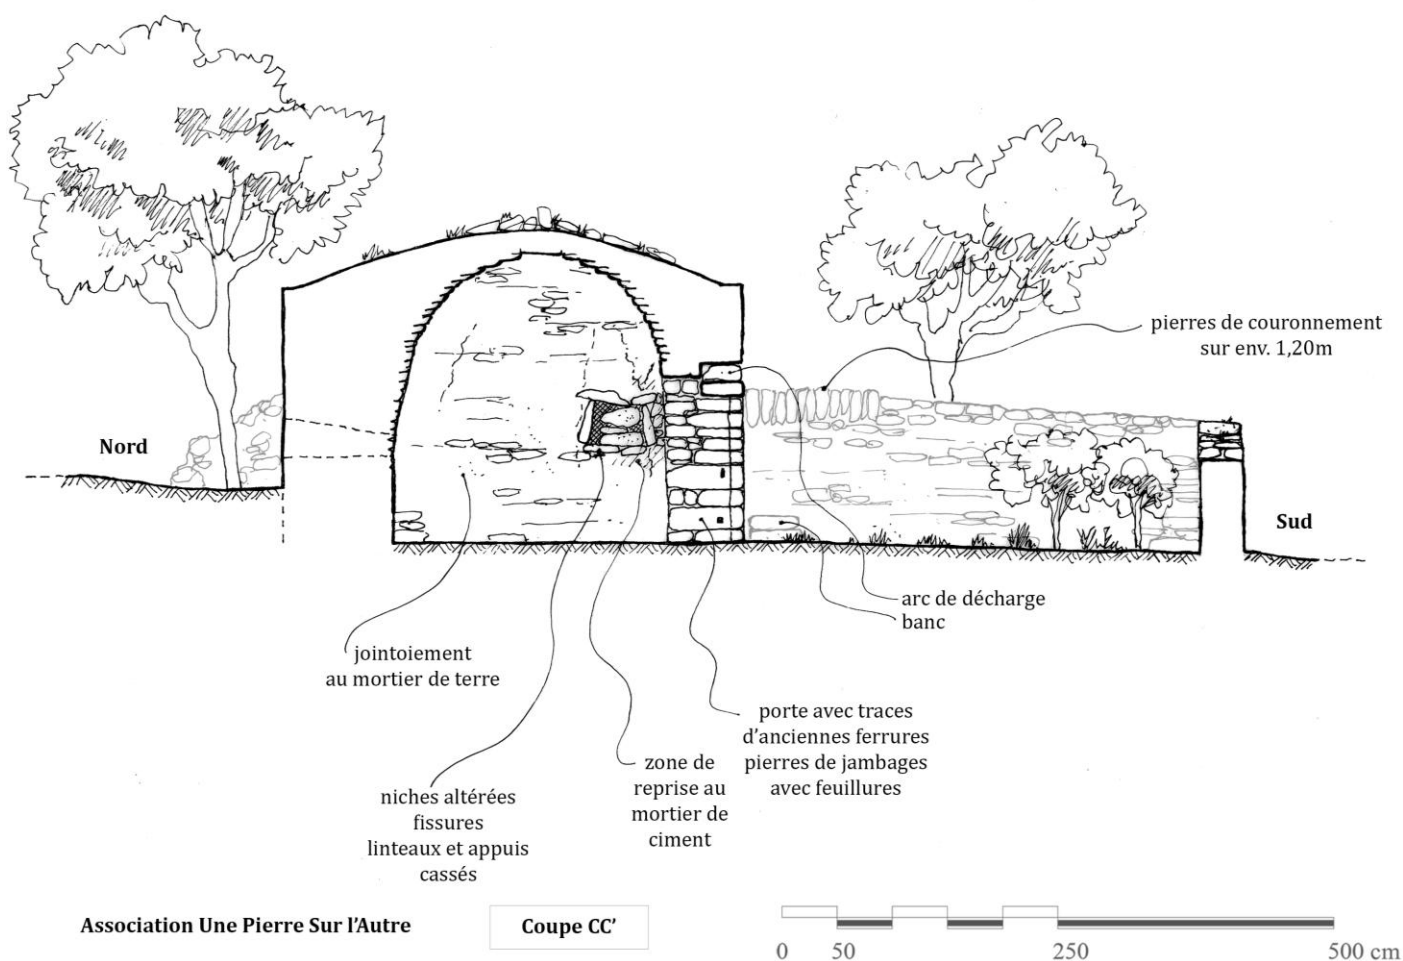 pierres de couronnement
sur env. 1,20m
Nord
Sud
arc de décharge
banc
jointoiement
au mortier de terre
porte avec traces
d'anciennes ferrures
pierres de jambages
avec feuillures
zone de
reprise au
mortier de
ciment
niches altérées
fissures
linteaux et appuis
cassés
Association Une Pierre Sur l'Autre
Coupe CC'
0 50 250 500 cm